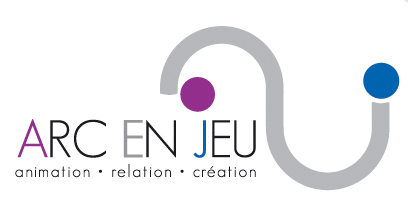 ARC EN JEU
animation • relation • création